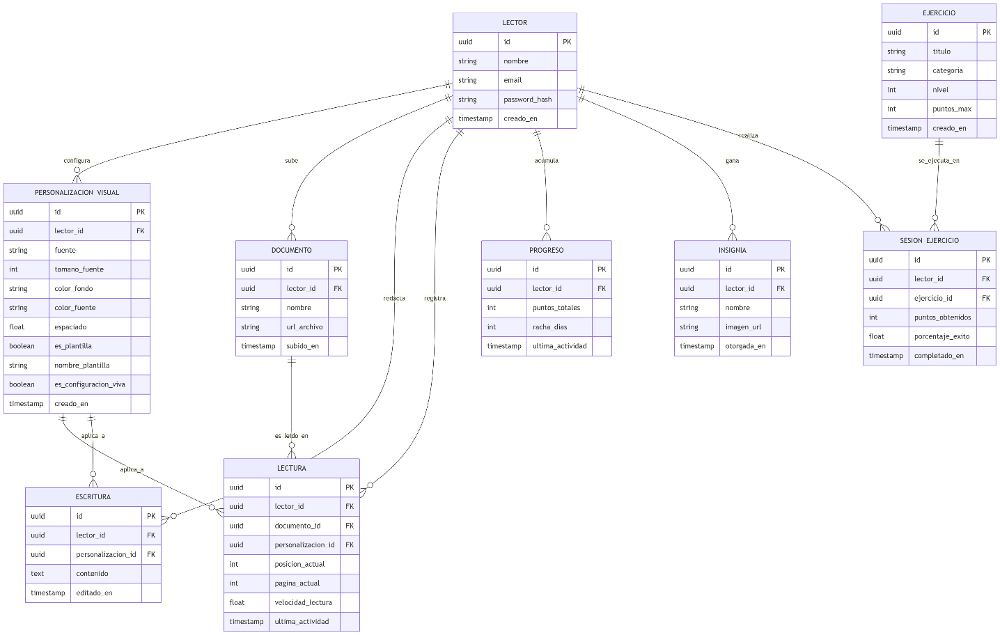 LECTOR
uuid id PK
string nombre
string email
string password_hash
timestamp creado_en
EJERCICIO
uuid id PK
string titulo
string categoria
int nivel
int puntos_max
timestamp creado_en
configura
sube
redacta
registra
acumula
gana
realiza
se_ejecuta_en
PERSONALIZACION_VISUAL
uuid id PK
uuid lector_id FK
string fuente
int tamano_fuente
string color_fondo
string color_fuente
float espaciado
boolean es_plantilla
string nombre_plantilla
boolean es_configuracion_viva
timestamp creado_en
DOCUMENTO
uuid id PK
uuid lector_id FK
string nombre
string url_archivo
timestamp subido_en
PROGRESO
uuid id PK
uuid lector_id FK
int puntos_totales
int racha_dias
timestamp ultima_actividad
INSIGNIA
uuid id PK
uuid lector_id FK
string nombre
string imagen_url
timestamp otorgada_en
SESION_EJERCICIO
uuid id PK
uuid lector_id FK
uuid ejercicio_id FK
int puntos_obtenidos
float porcentaje_exito
timestamp completado_en
aplica_a
aplica_a
es_leido_en
ESCRITURA
uuid id PK
uuid lector_id FK
uuid personalizacion_id FK
text contenido
timestamp editado_en
LECTURA
uuid id PK
uuid lector_id FK
uuid documento_id FK
uuid personalizacion_id FK
int posicion_actual
int pagina_actual
float velocidad_lectura
timestamp ultima_actividad